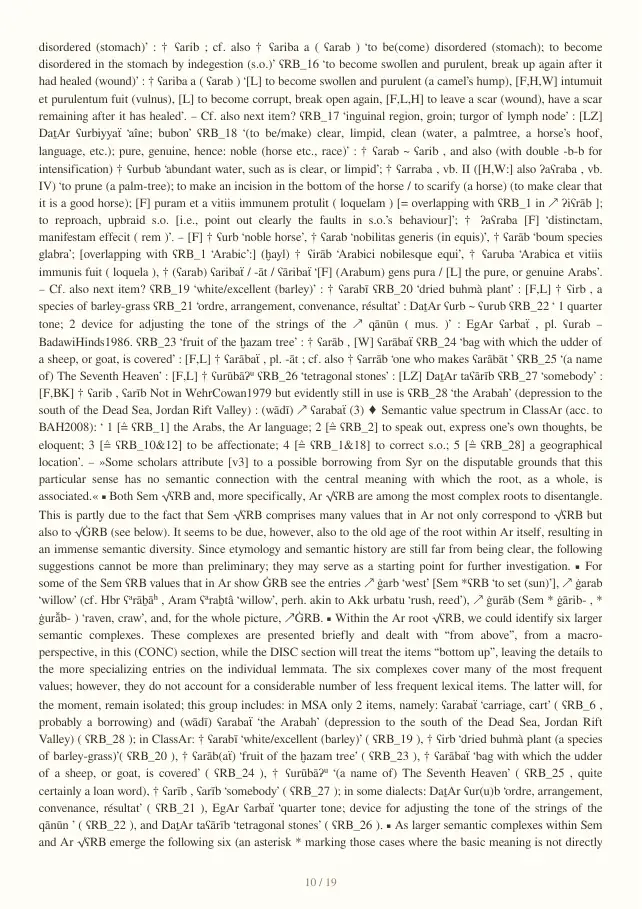 disordered (stomach)’ : † ʕarib ; cf. also † ʕariba a ( ʕarab ) ‘to be(come) disordered (stomach); to become
disordered in the stomach by indegestion (s.o.)’ ʕRB_16 ‘to become swollen and purulent, break up again after it
had healed (wound)’ : † ʕariba a ( ʕarab ) ‘[L] to become swollen and purulent (a camel’s hump), [F,H,W] intumuit
et purulentum fuit (vulnus), [L] to become corrupt, break open again, [F,L,H] to leave a scar (wound), have a scar
remaining after it has healed’. – Cf. also next item? ʕRB_17 ‘inguinal region, groin; turgor of lymph node’ : [LZ]
DaṯAr ʕurbiyyaẗ ‘aîne; bubon’ ʕRB_18 ‘(to be/make) clear, limpid, clean (water, a palmtree, a horse’s hoof,
language, etc.); pure, genuine, hence: noble (horse etc., race)’ : † ʕarab ~ ʕarib , and also (with double -b-b for
intensification) † ʕurbub ‘abundant water, such as is clear, or limpid’; † ʕarraba , vb. II ([H,W:] also ʔaʕraba , vb.
IV) ‘to prune (a palm-tree); to make an incision in the bottom of the horse / to scarify (a horse) (to make clear that
it is a good horse); [F] puram et a vitiis immunem protulit ( loquelam ) [= overlapping with ʕRB_1 in ↗ ʔiʕrāb ];
to reproach, upbraid s.o. [i.e., point out clearly the faults in s.o.’s behaviour]’; † ʔaʕraba [F] ‘distinctam,
manifestam effecit ( rem )’. – [F] † ʕurb ‘noble horse’, † ʕarab ‘nobilitas generis (in equis)’, † ʕarāb ‘boum species
glabra’; [overlapping with ʕRB_1 ‘Arabic’:] (ḫayl) † ʕirāb ‘Arabici nobilesque equi’, † ʕaruba ‘Arabica et vitiis
immunis fuit ( loquela ), † (ʕarab) ʕaribaẗ / -āt / ʕāribaẗ ‘[F] (Arabum) gens pura / [L] the pure, or genuine Arabs’.
– Cf. also next item? ʕRB_19 ‘white/excellent (barley)’ : † ʕarabī ʕRB_20 ‘dried buhmà plant’ : [F,L] † ʕirb , a
species of barley-grass ʕRB_21 ‘ordre, arrangement, convenance, résultat’ : DaṯAr ʕurb ~ ʕurub ʕRB_22 ‘ 1 quarter
tone; 2 device for adjusting the tone of the strings of the ↗ qānūn ( mus. )’ : EgAr ʕarbaẗ , pl. ʕurab –
BadawiHinds1986. ʕRB_23 ‘fruit of the ḫazam tree’ : † ʕarāb , [W] ʕarābaẗ ʕRB_24 ‘bag with which the udder of
a sheep, or goat, is covered’ : [F,L] † ʕarābaẗ , pl. -āt ; cf. also † ʕarrāb ‘one who makes ʕarābāt ’ ʕRB_25 ‘(a name
of) The Seventh Heaven’ : [F,L] † ʕurūbāʔᵘ ʕRB_26 ‘tetragonal stones’ : [LZ] DaṯAr taʕārīb ʕRB_27 ‘somebody’ :
[F,BK] † ʕarib , ʕarīb Not in WehrCowan1979 but evidently still in use is ʕRB_28 ‘the Arabah’ (depression to the
south of the Dead Sea, Jordan Rift Valley) : (wādī) ↗ ʕarabaẗ (3) ♦ Semantic value spectrum in ClassAr (acc. to
BAH2008): ‘ 1 [≙ ʕRB_1] the Arabs, the Ar language; 2 [≙ ʕRB_2] to speak out, express one’s own thoughts, be
eloquent; 3 [≙ ʕRB_10&12] to be affectionate; 4 [≙ ʕRB_1&18] to correct s.o.; 5 [≙ ʕRB_28] a geographical
location’. – »Some scholars attribute [v3] to a possible borrowing from Syr on the disputable grounds that this
particular sense has no semantic connection with the central meaning with which the root, as a whole, is
associated.« ▪ Both Sem √ʕRB and, more specifically, Ar √ʕRB are among the most complex roots to disentangle.
This is partly due to the fact that Sem √ʕRB comprises many values that in Ar not only correspond to √ʕRB but
also to √ĠRB (see below). It seems to be due, however, also to the old age of the root within Ar itself, resulting in
an immense semantic diversity. Since etymology and semantic history are still far from being clear, the following
suggestions cannot be more than preliminary; they may serve as a starting point for further investigation. ▪ For
some of the Sem ʕRB values that in Ar show ĠRB see the entries ↗ ġarb ‘west’ [Sem *ʕRB ‘to set (sun)’], ↗ ġarab
‘willow’ (cf. Hbr ʕᵃrābāʰ , Aram ʕᵃraḇtâ ‘willow’, perh. akin to Akk urbatu ‘rush, reed’), ↗ ġurāb (Sem * ġārib- , *
ġurāb̆- ) ‘raven, craw’, and, for the whole picture, ↗ĠRB. ▪ Within the Ar root √ʕRB, we could identify six larger
semantic complexes. These complexes are presented briefly and dealt with “from above”, from a macro-
perspective, in this (CONC) section, while the DISC section will treat the items “bottom up”, leaving the details to
the more specializing entries on the individual lemmata. The six complexes cover many of the most frequent
values; however, they do not account for a considerable number of less frequent lexical items. The latter will, for
the moment, remain isolated; this group includes: in MSA only 2 items, namely: ʕarabaẗ ‘carriage, cart’ ( ʕRB_6 ,
probably a borrowing) and (wādī) ʕarabaẗ ‘the Arabah’ (depression to the south of the Dead Sea, Jordan Rift
Valley) ( ʕRB_28 ); in ClassAr: † ʕarabī ‘white/excellent (barley)’ ( ʕRB_19 ), † ʕirb ‘dried buhmà plant (a species
of barley-grass)’( ʕRB_20 ), † ʕarāb(aẗ) ‘fruit of the ḫazam tree’ ( ʕRB_23 ), † ʕarābaẗ ‘bag with which the udder
of a sheep, or goat, is covered’ ( ʕRB_24 ), † ʕurūbāʔᵘ ‘(a name of) The Seventh Heaven’ ( ʕRB_25 , quite
certainly a loan word), † ʕarīb , ʕarīb ‘somebody’ ( ʕRB_27 ); in some dialects: DaṯAr ʕur(u)b ‘ordre, arrangement,
convenance, résultat’ ( ʕRB_21 ), EgAr ʕarbaẗ ‘quarter tone; device for adjusting the tone of the strings of the
qānūn ’ ( ʕRB_22 ), and DaṯAr taʕārīb ‘tetragonal stones’ ( ʕRB_26 ). ▪ As larger semantic complexes within Sem
and Ar √ʕRB emerge the following six (an asterisk * marking those cases where the basic meaning is not directly
10 / 19